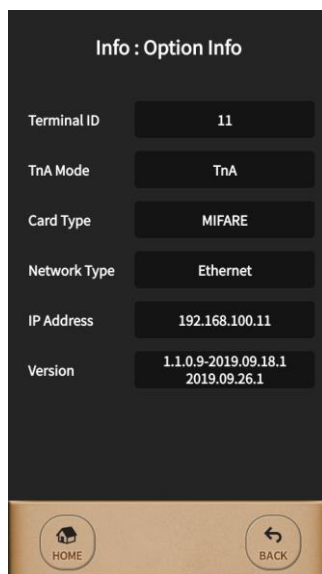 Info : Option Info
Terminal ID 11
TnA Mode TnA
Card Type MIFARE
Network Type Ethernet
IP Address 192.168.100.11
Version 1.1.0.9-2019.09.18.1
2019.09.26.1
HOME BACK